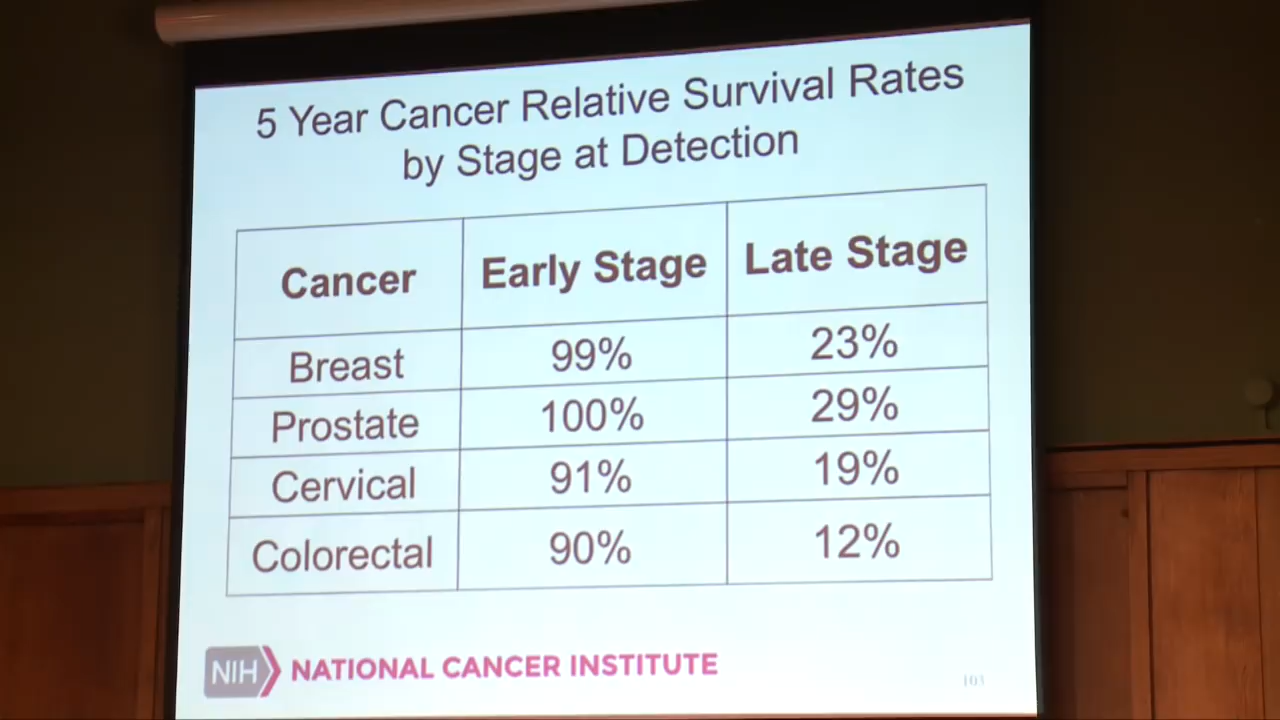 5 Year Cancer Relative Survival Rates
by Stage at Detection
Cancer Early Stage Late Stage
Breast 99% 23%
Prostate 100% 29%
Cervical 91% 19%
Colorectal 90% 12%
NIH NATIONAL CANCER INSTITUTE
101